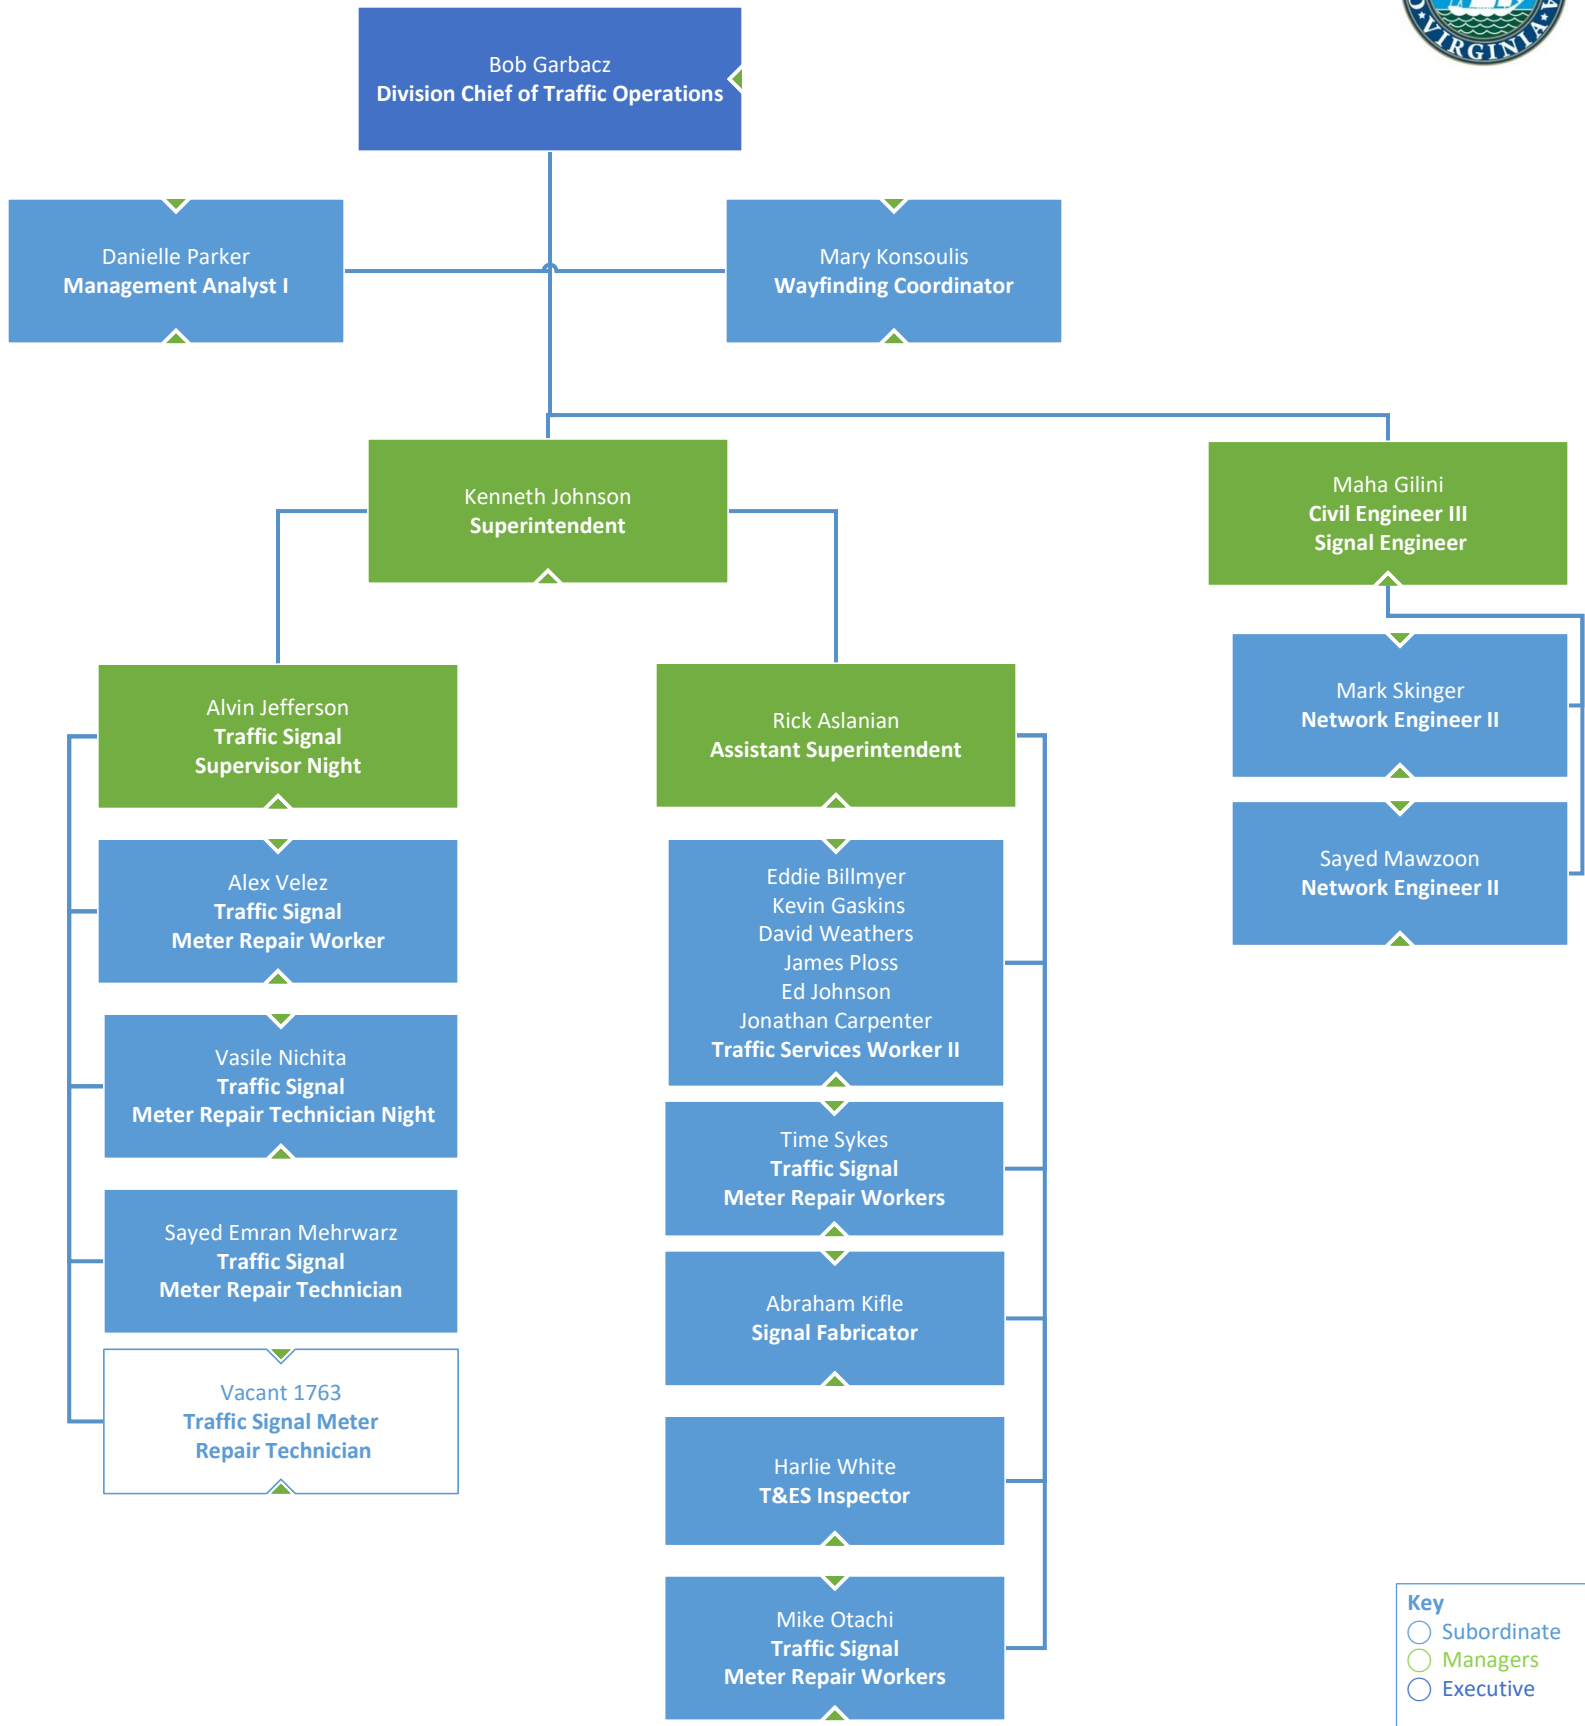 VIRGINIA
Bob Garbacz
Division Chief of Traffic Operations
Danielle Parker
Management Analyst I
Mary Konsoulis
Wayfinding Coordinator
Kenneth Johnson
Superintendent
Maha Gilini
Civil Engineer III
Signal Engineer
Alvin Jefferson
Traffic Signal
Supervisor Night
Rick Aslanian
Assistant Superintendent
Mark Skinger
Network Engineer II
Sayed Mawzoon
Network Engineer II
Alex Velez
Traffic Signal
Meter Repair Worker
Vasile Nichita
Traffic Signal
Meter Repair Technician Night
Sayed Emran Mehrwarz
Traffic Signal
Meter Repair Technician
Vacant 1763
Traffic Signal Meter
Repair Technician
Eddie Billmyer
Kevin Gaskins
David Weathers
James Ploss
Ed Johnson
Jonathan Carpenter
Traffic Services Worker II
Time Sykes
Traffic Signal
Meter Repair Workers
Abraham Kifle
Signal Fabricator
Harlie White
T&ES Inspector
Mike Otachi
Traffic Signal
Meter Repair Workers
Key
Subordinate
Managers
Executive